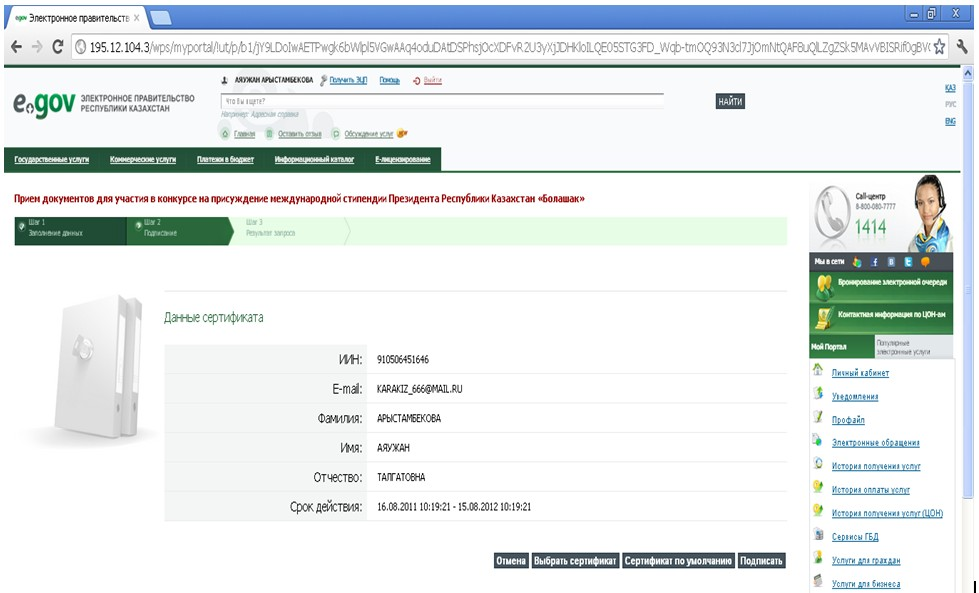 egov Электронное правительств
195.12.104.3/wps/myportal/
АЯУЖАН АРЫСТАМБЕКОВА Получить ЭЦП Помощь Выйти
e.gov ЭЛЕКТРОННОЕ ПРАВИТЕЛЬСТВО
РЕСПУБЛИКИ КАЗАХСТАН
Что вы ищете?
НАЙТИ
Например: Адресная справка
Главная Оставить отзыв Обсуждение услуг
ҚАЗ
РУС
ENG
Государственные услуги Коммерческие услуги Платежи в бюджет Информационный каталог Е-лицензирование
Прием документов для участия в конкурсе на присуждение международной стипендии Президента Республики Казахстан «Болашак»
Шаг 1
Заполнение данных
Шаг 2
Подписание
Шаг 3
Результат запроса
Данные сертификата
ИИН: 910506451646
E-mail: KARAKIZ_666@MAIL.RU
Фамилия: АРЫСТАМБЕКОВА
Имя: АЯУЖАН
Отчество: ТАЛГАТОВНА
Срок действия: 16.08.2011 10:19:21 - 15.08.2012 10:19:21
Отмена Выбрать сертификат Сертификат по умолчанию Подписать
Call-центр
8-800-080-7777
1414
Мы в сети
Бронирование электронной очереди
Контактная информация по ЦОН-ам
Мой Портал
Популярные
электронные услуги
Личный кабинет
Уведомления
Профайл
Электронные обращения
История получения услуг
История оплаты услуг
История получения услуг (ЦОН)
Сервисы ГБД
Услуги для граждан
Услуги для бизнеса